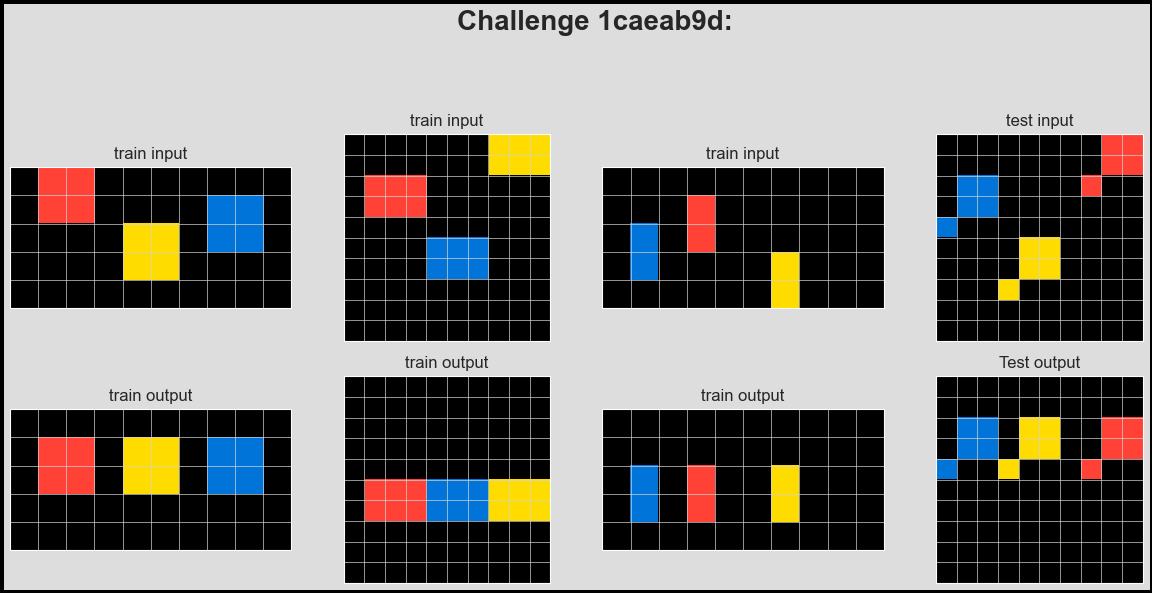 Challenge 1caeab9d:
train input
train input
train input
test input
train output
train output
train output
Test output